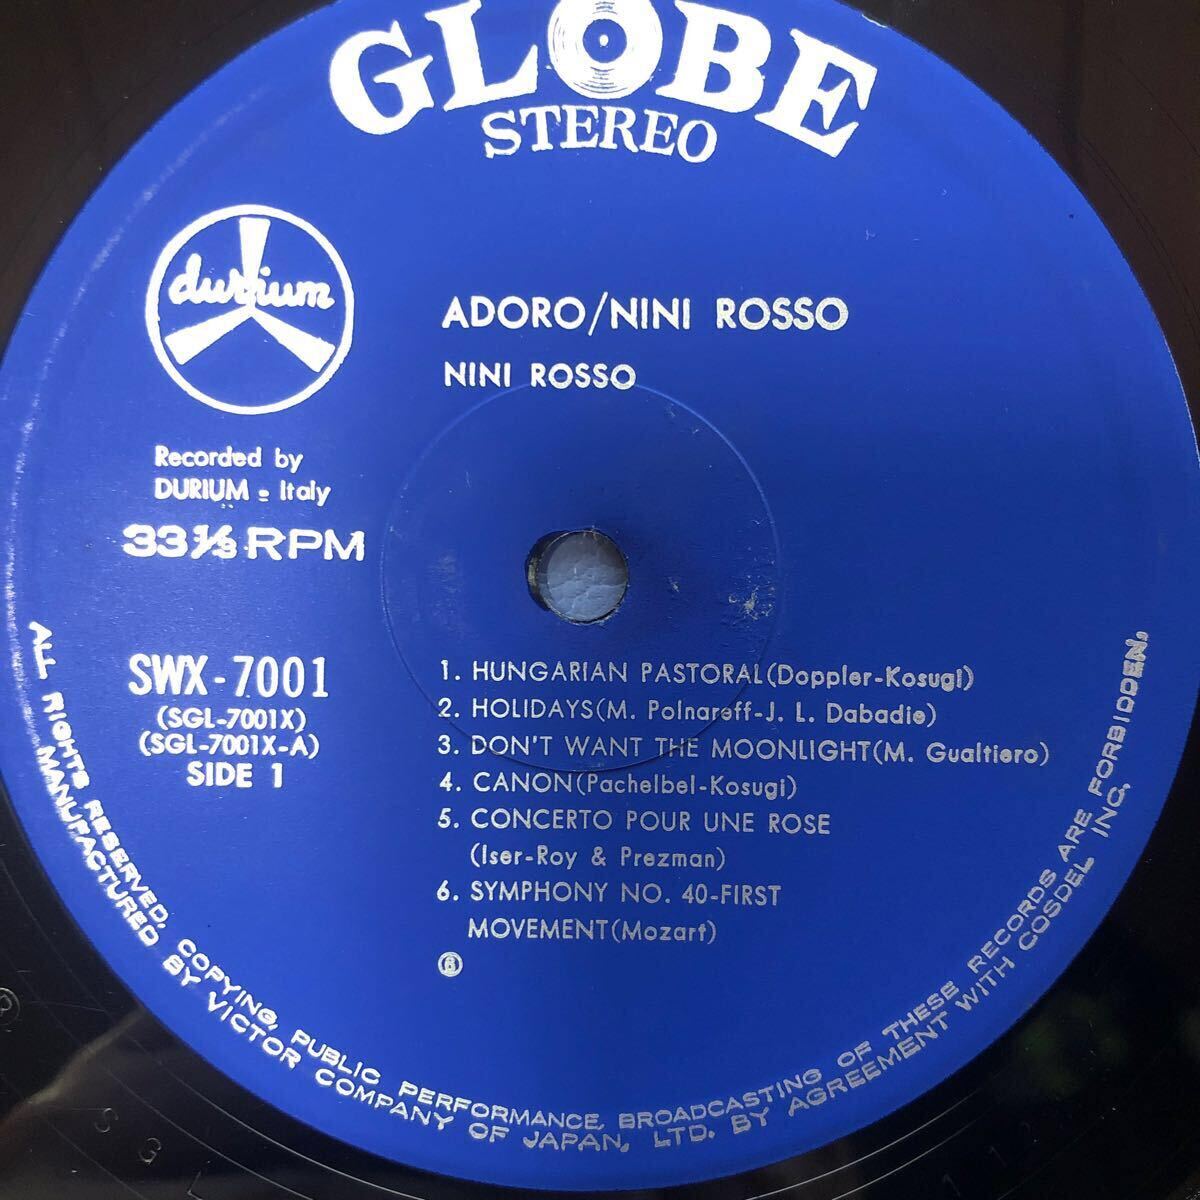 GLOBE
STEREO
durium
ADORO/NINI ROSSO
NINI ROSSO
Recorded by
DURIUM - Italy
33 1/3 RPM
SWX-7001
(SGL-7001X)
(SGL-7001X-A)
SIDE 1
1. HUNGARIAN PASTORAL(Doppler-Kosugi)
2. HOLIDAYS(M. Polnareff-J. L. Dabadie)
3. DON'T WANT THE MOONLIGHT(M. Gualtiero)
4. CANON(Pachelbel-Kosugi)
5. CONCERTO POUR UNE ROSE
(Iser-Roy & Prezman)
6. SYMPHONY NO. 40-FIRST
MOVEMENT(Mozart)
ALL RIGHTS RESERVED, COPYING, PUBLIC PERFORMANCE, BROADCASTING OF THESE RECORDS ARE FORBIDDEN.
MANUFACTURED BY VICTOR COMPANY OF JAPAN, LTD. BY AGREEMENT WITH COSDEL INC.